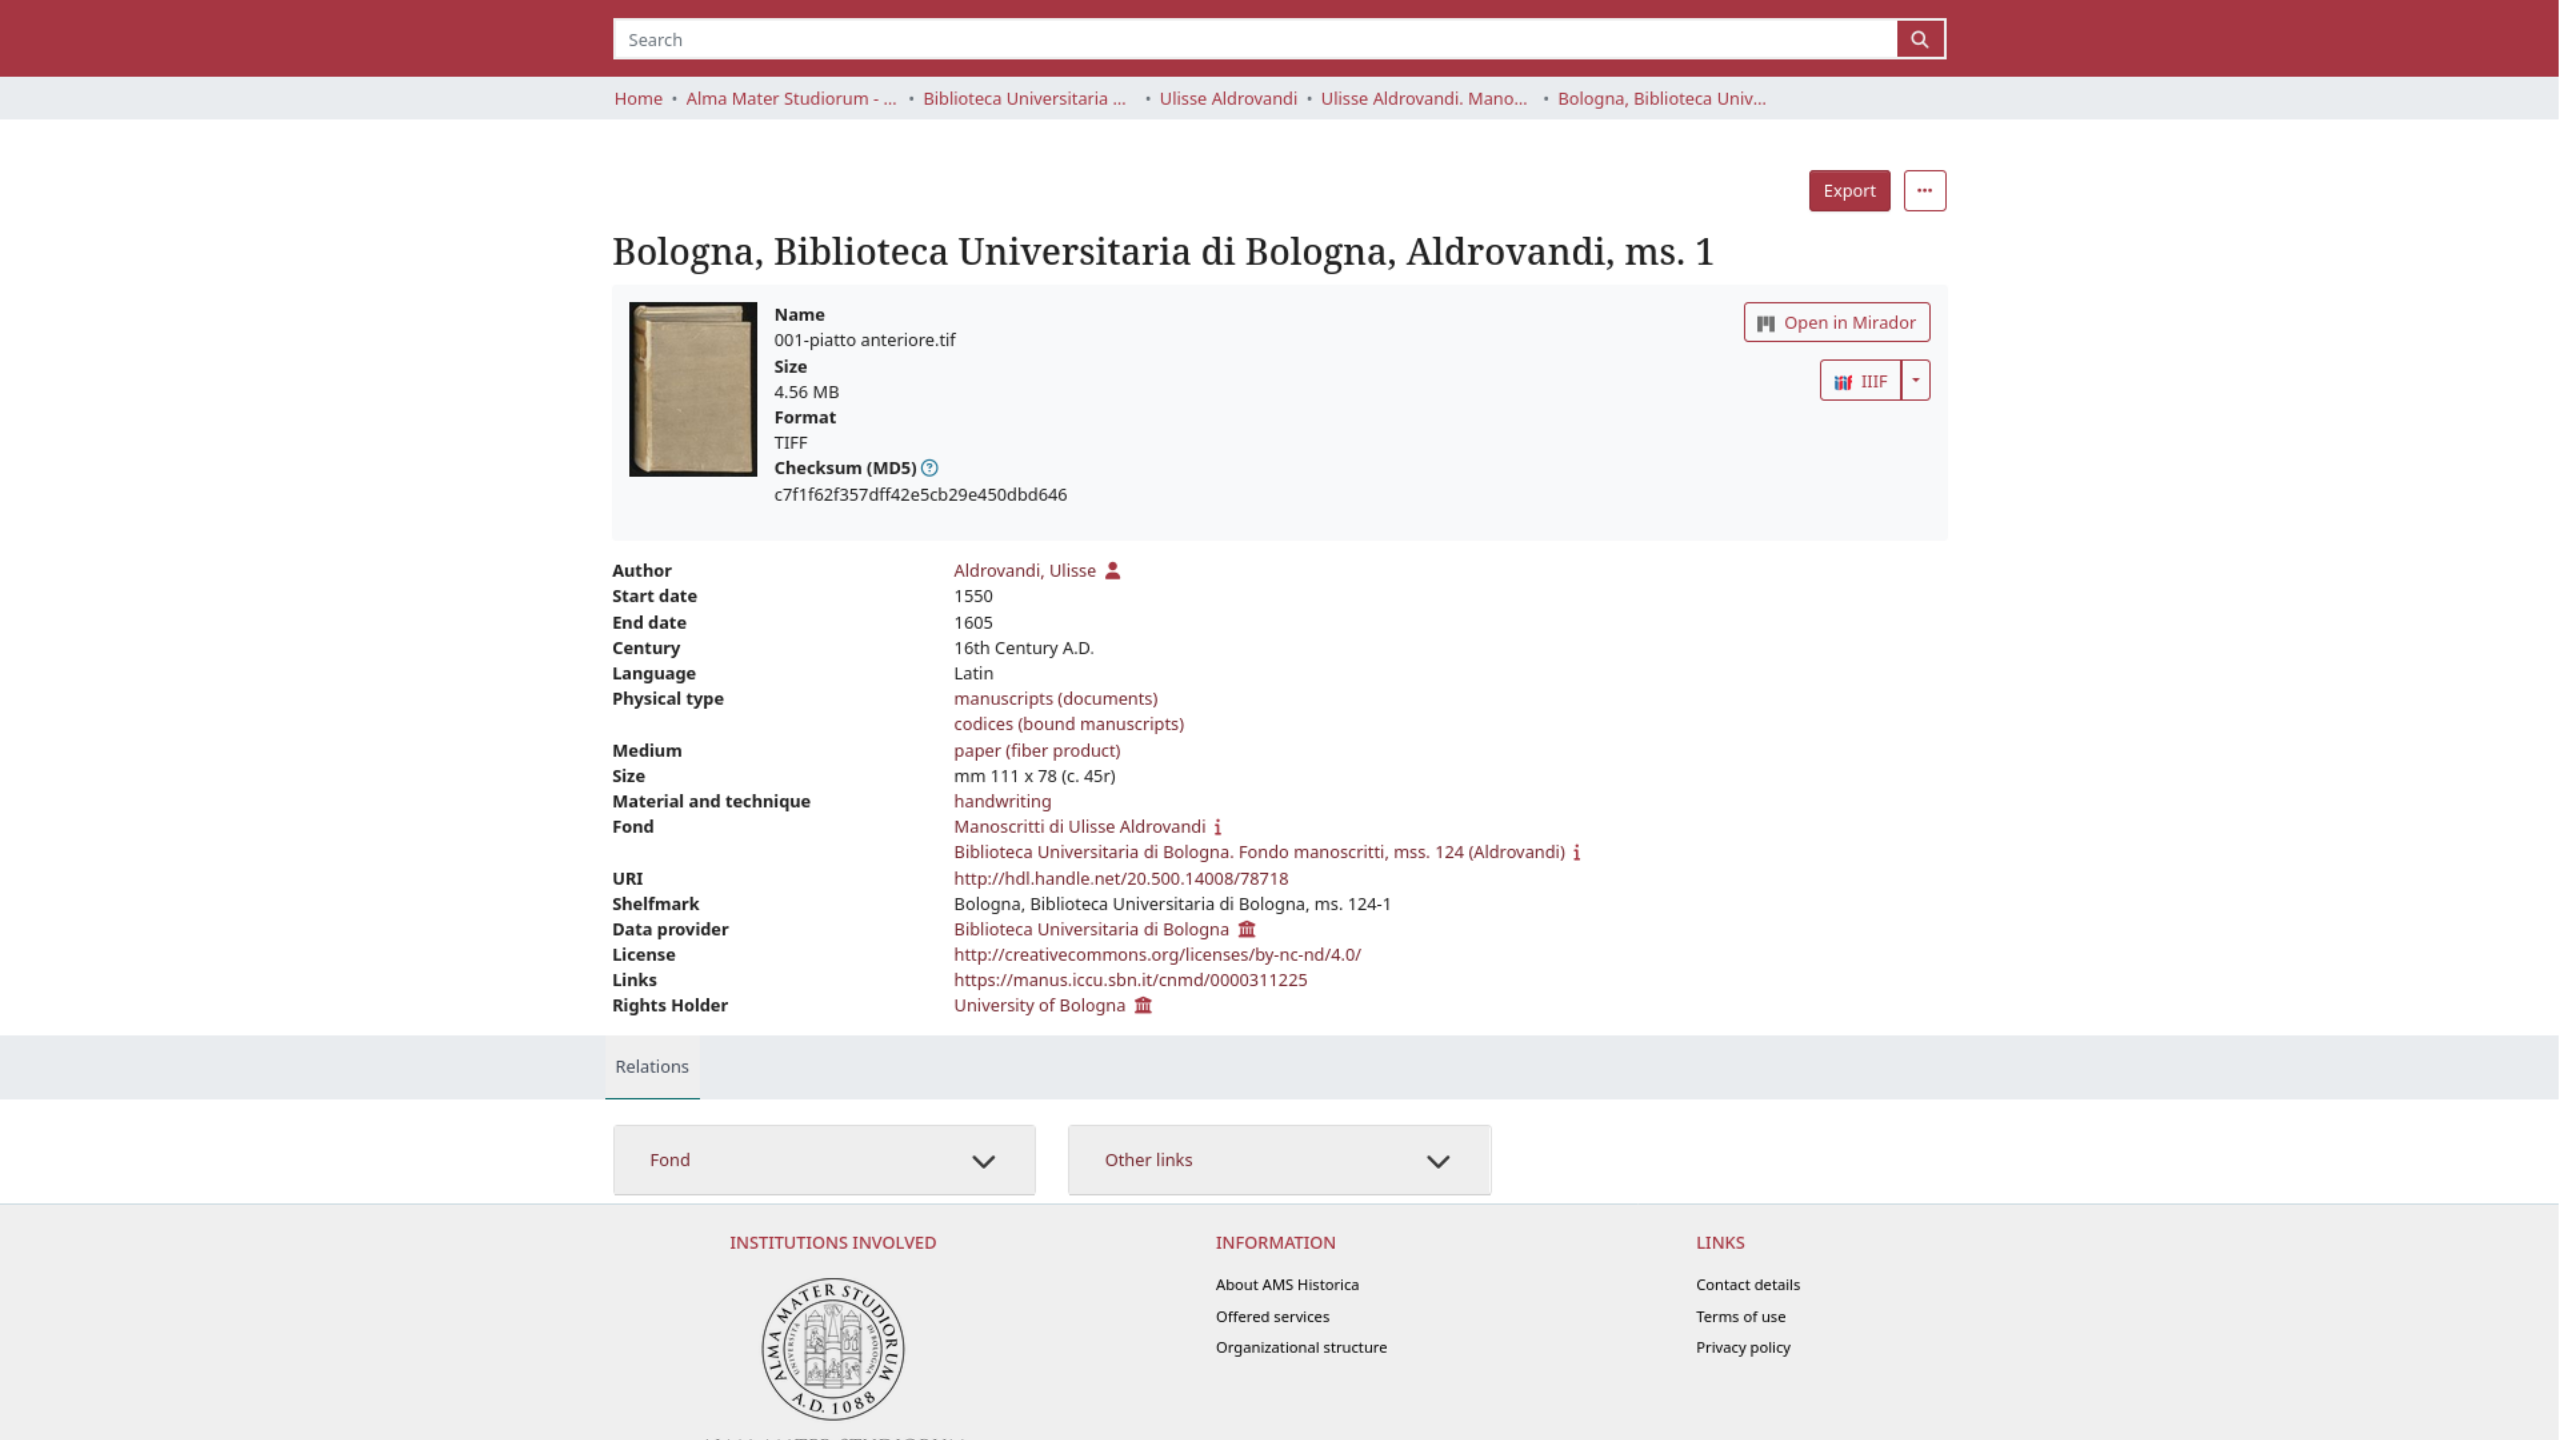 Search
Home • Alma Mater Studiorum - ... • Biblioteca Universitaria ... • Ulisse Aldrovandi • Ulisse Aldrovandi. Mano... • Bologna, Biblioteca Univ...
Export
Bologna, Biblioteca Universitaria di Bologna, Aldrovandi, ms. 1
Name
001-piatto anteriore.tif
Size
4.56 MB
Format
TIFF
Checksum (MD5)
c7f1f62f357dff42e5cb29e450dbd646
Open in Mirador
IIIF
Author Aldrovandi, Ulisse
Start date 1550
End date 1605
Century 16th Century A.D.
Language Latin
Physical type manuscripts (documents)
codices (bound manuscripts)
Medium paper (fiber product)
Size mm 111 x 78 (c. 45r)
Material and technique handwriting
Fond Manoscritti di Ulisse Aldrovandi
Biblioteca Universitaria di Bologna. Fondo manoscritti, mss. 124 (Aldrovandi)
URI http://hdl.handle.net/20.500.14008/78718
Shelfmark Bologna, Biblioteca Universitaria di Bologna, ms. 124-1
Data provider Biblioteca Universitaria di Bologna
License http://creativecommons.org/licenses/by-nc-nd/4.0/
Links https://manus.iccu.sbn.it/cnmd/0000311225
Rights Holder University of Bologna
Relations
Fond
Other links
INSTITUTIONS INVOLVED
ALMA MATER STUDIORUM
A.D. 1088
INFORMATION
About AMS Historica
Offered services
Organizational structure
LINKS
Contact details
Terms of use
Privacy policy